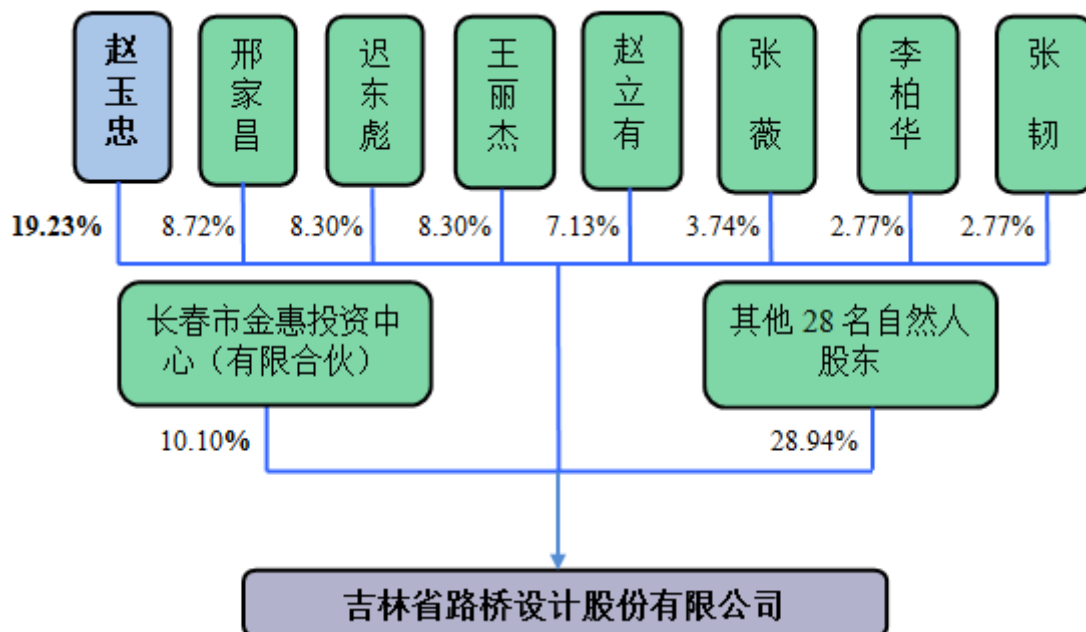 赵玉忠
邢家昌
迟东彪
王丽杰
赵立有
张薇
李柏华
张韧
19.23%
8.72%
8.30%
8.30%
7.13%
3.74%
2.77%
2.77%
长春市金惠投资中
心（有限合伙）
其他 28 名自然人
股东
10.10%
28.94%
吉林省路桥设计股份有限公司